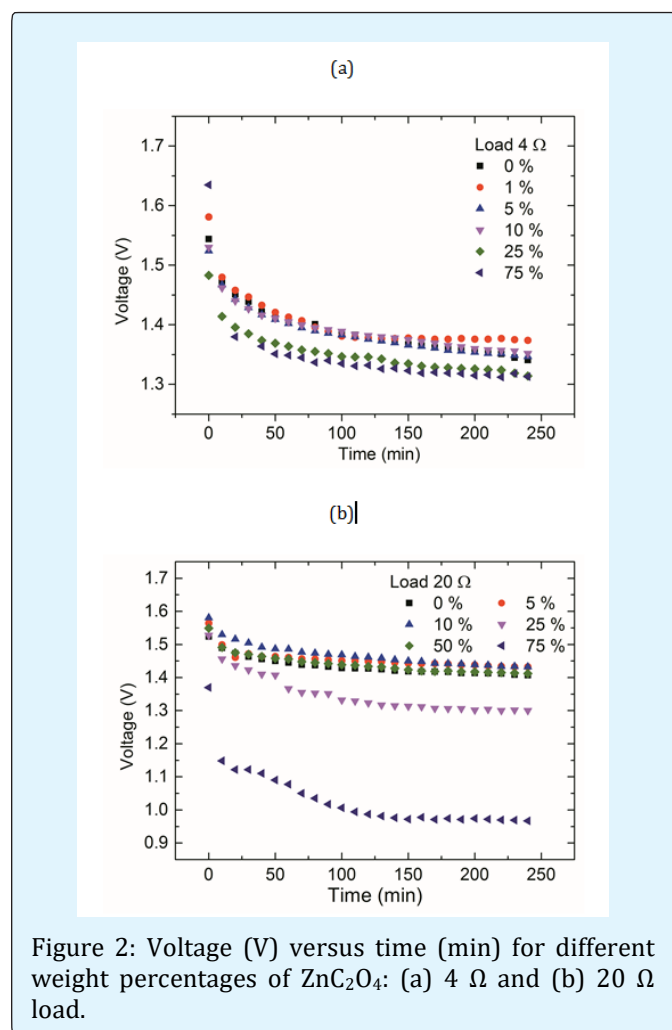 (a)
1.7
1.6
1.5
1.4
1.3
Voltage (V)
Load 4 Ω
0 %
1 %
5 %
10 %
25 %
75 %
0 50 100 150 200 250
Time (min)
(b)
1.7
1.6
1.5
1.4
1.3
1.2
1.1
1.0
0.9
Voltage (V)
Load 20 Ω
0 % 5 %
10 % 25 %
50 % 75 %
0 50 100 150 200 250
Time (min)
Figure 2: Voltage (V) versus time (min) for different
weight percentages of ZnC₂O₄: (a) 4 Ω and (b) 20 Ω
load.